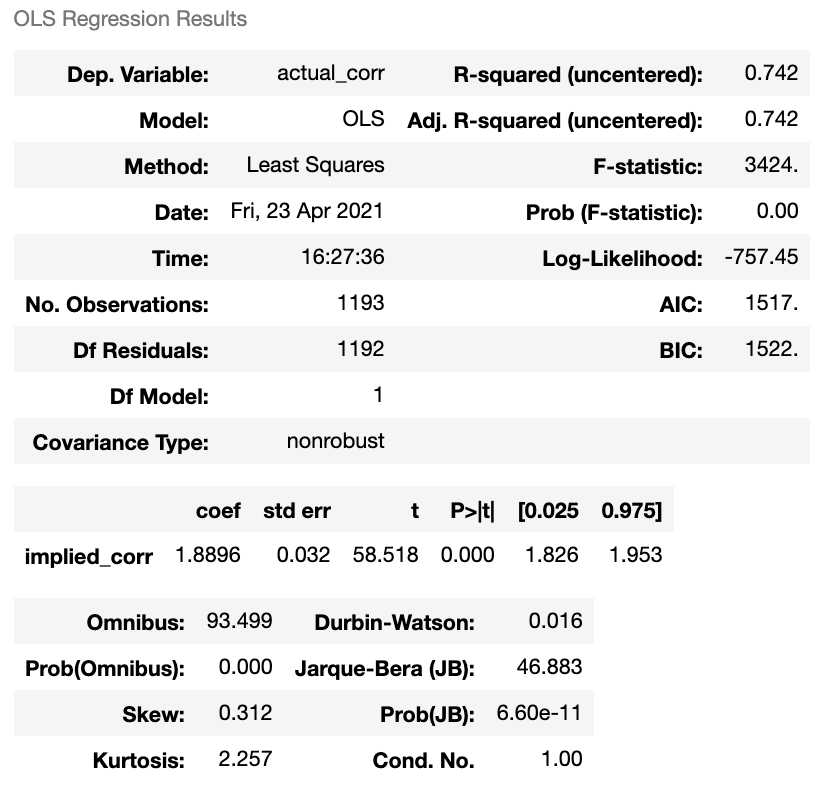 OLS Regression Results
Dep. Variable: actual_corr R-squared (uncentered): 0.742
Model: OLS Adj. R-squared (uncentered): 0.742
Method: Least Squares F-statistic: 3424.
Date: Fri, 23 Apr 2021 Prob (F-statistic): 0.00
Time: 16:27:36 Log-Likelihood: -757.45
No. Observations: 1193 AIC: 1517.
Df Residuals: 1192 BIC: 1522.
Df Model: 1
Covariance Type: nonrobust
coef std err t P>|t| [0.025 0.975]
implied_corr 1.8896 0.032 58.518 0.000 1.826 1.953
Omnibus: 93.499 Durbin-Watson: 0.016
Prob(Omnibus): 0.000 Jarque-Bera (JB): 46.883
Skew: 0.312 Prob(JB): 6.60e-11
Kurtosis: 2.257 Cond. No. 1.00